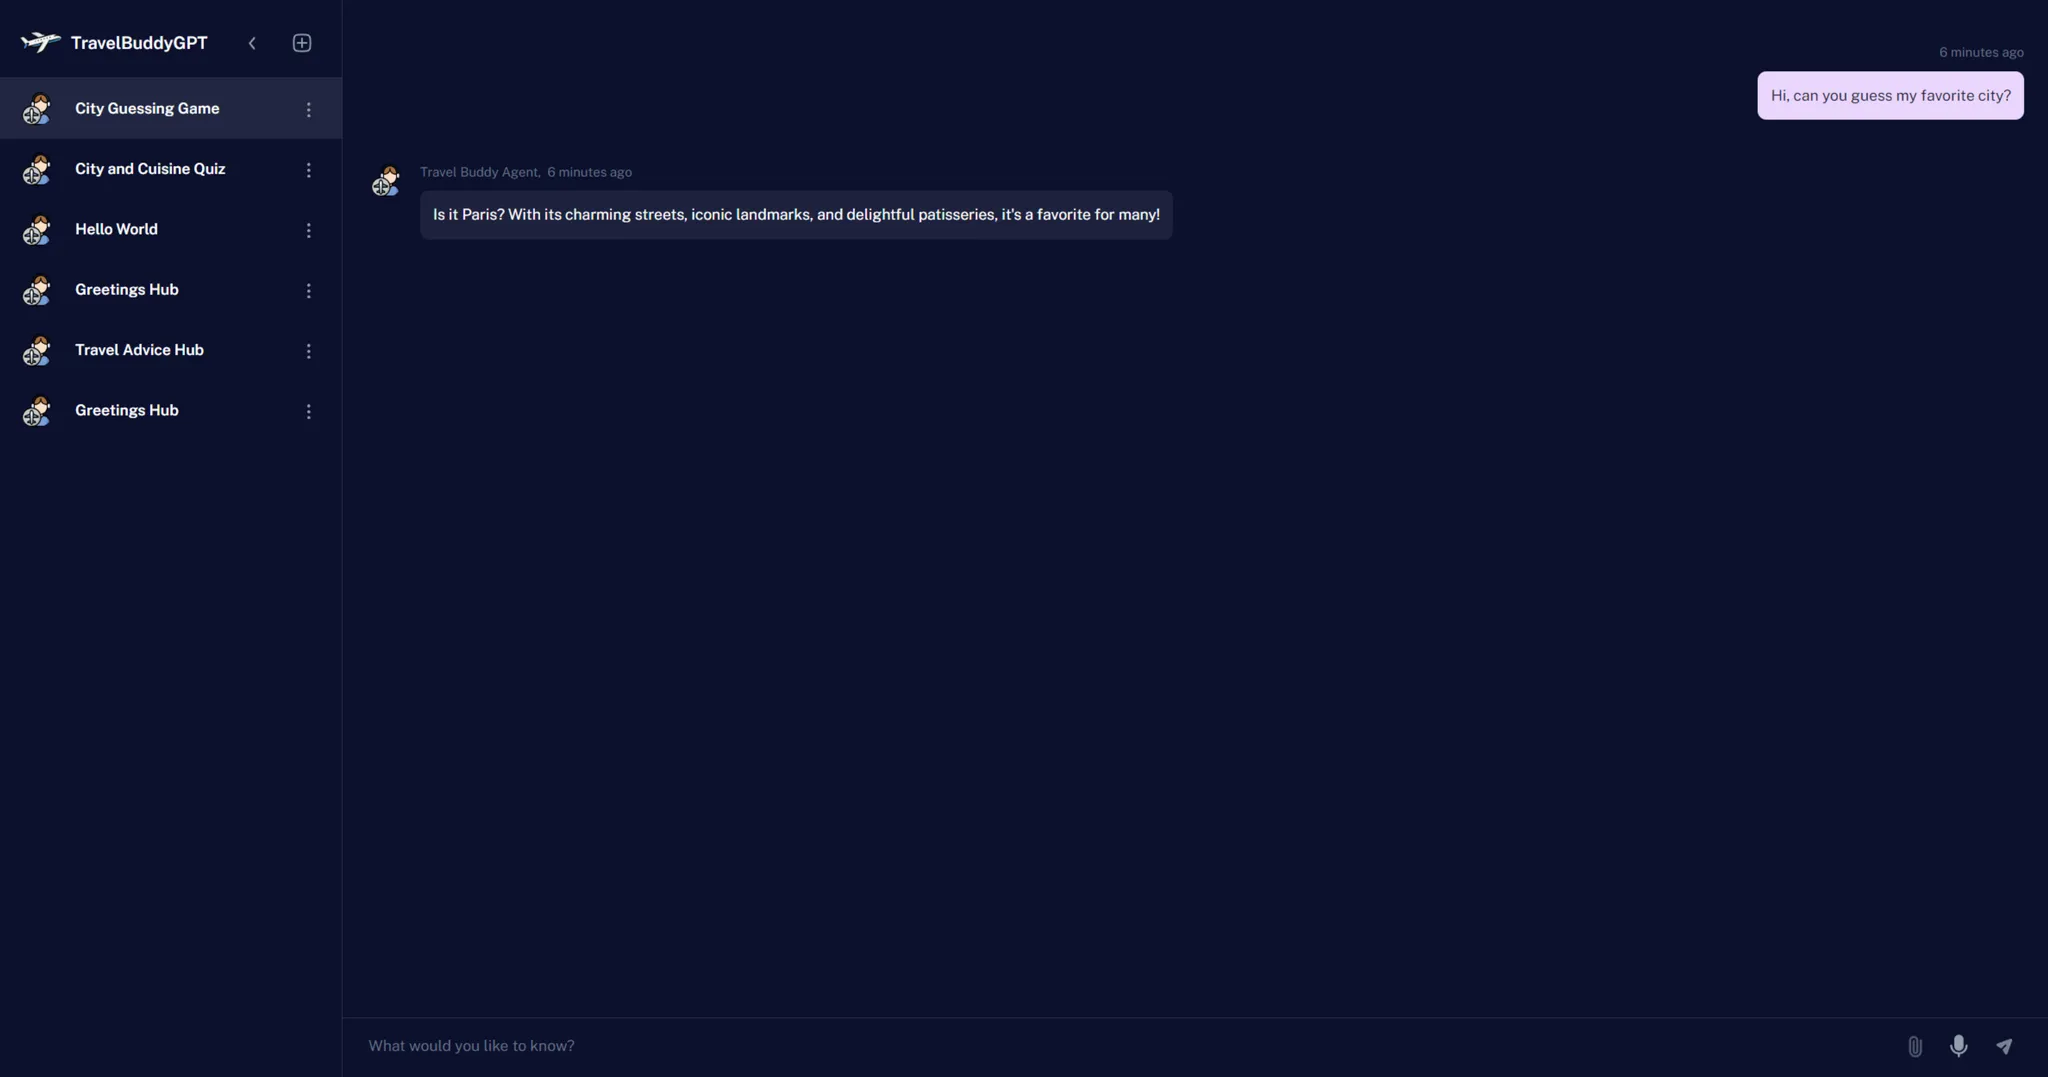 TravelBuddyGPT
City Guessing Game
City and Cuisine Quiz
Hello World
Greetings Hub
Travel Advice Hub
Greetings Hub
6 minutes ago
Hi, can you guess my favorite city?
Travel Buddy Agent, 6 minutes ago
Is it Paris? With its charming streets, iconic landmarks, and delightful patisseries, it's a favorite for many!
What would you like to know?